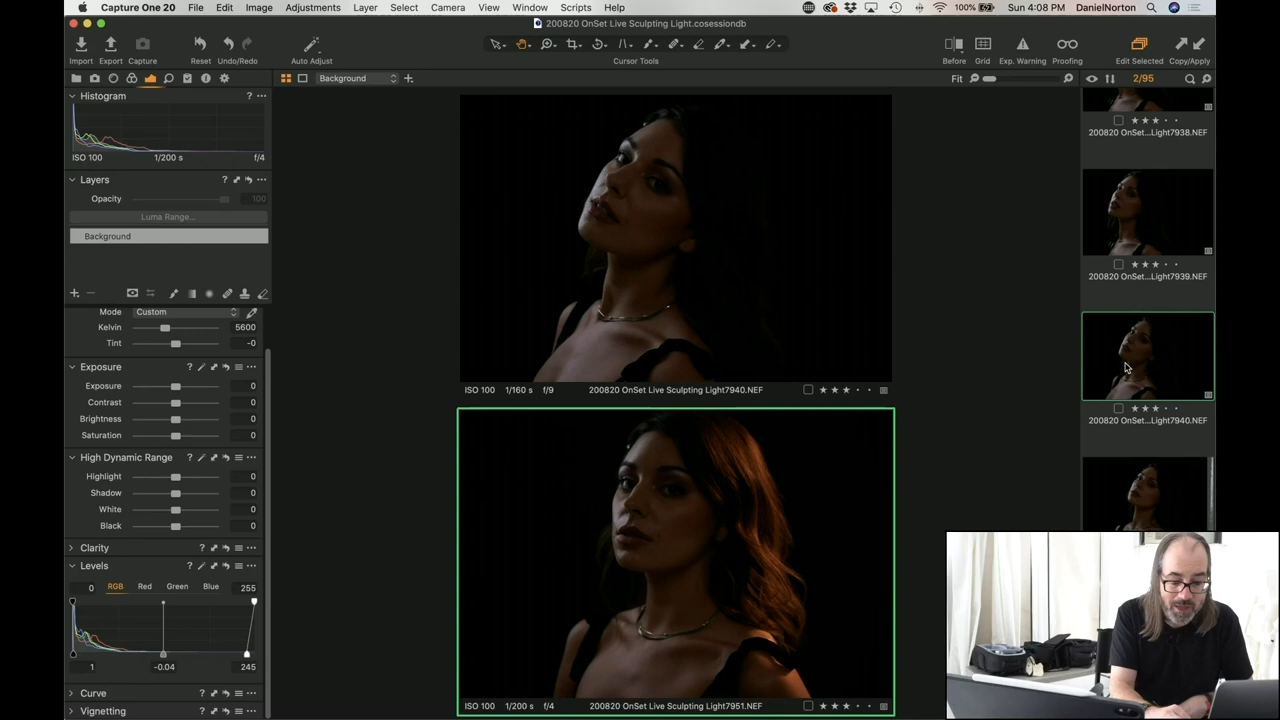 Capture One 20 File Edit Image Adjustments Layer Select Camera View Window Scripts Help 100% Sun 4:08 PM DanielNorton
200820 OnSet Live Sculpting Light.cosessiondb
Import Export Capture Reset Undo/Redo Auto Adjust Cursor Tools Before Grid Exp. Warning Proofing Edit Selected Copy/Apply
Background Fit 2/95
Histogram ?
ISO 100 1/200 s f/4
Layers ?
Opacity 100
Luma Range...
Background
Mode Custom
Kelvin 5600
Tint -0
Exposure ?
Exposure 0
Contrast 0
Brightness 0
Saturation 0
High Dynamic Range ?
Highlight 0
Shadow 0
White 0
Black 0
Clarity ?
Levels ?
0 RGB Red Green Blue 255
1 -0.04 245
Curve ?
Vignetting ?
ISO 100 1/160 s f/9 200820 OnSet Live Sculpting Light7940.NEF
ISO 100 1/200 s f/4 200820 OnSet Live Sculpting Light7951.NEF
200820 OnSet...Light7938.NEF
200820 OnSet...Light7939.NEF
200820 OnSet...Light7940.NEF